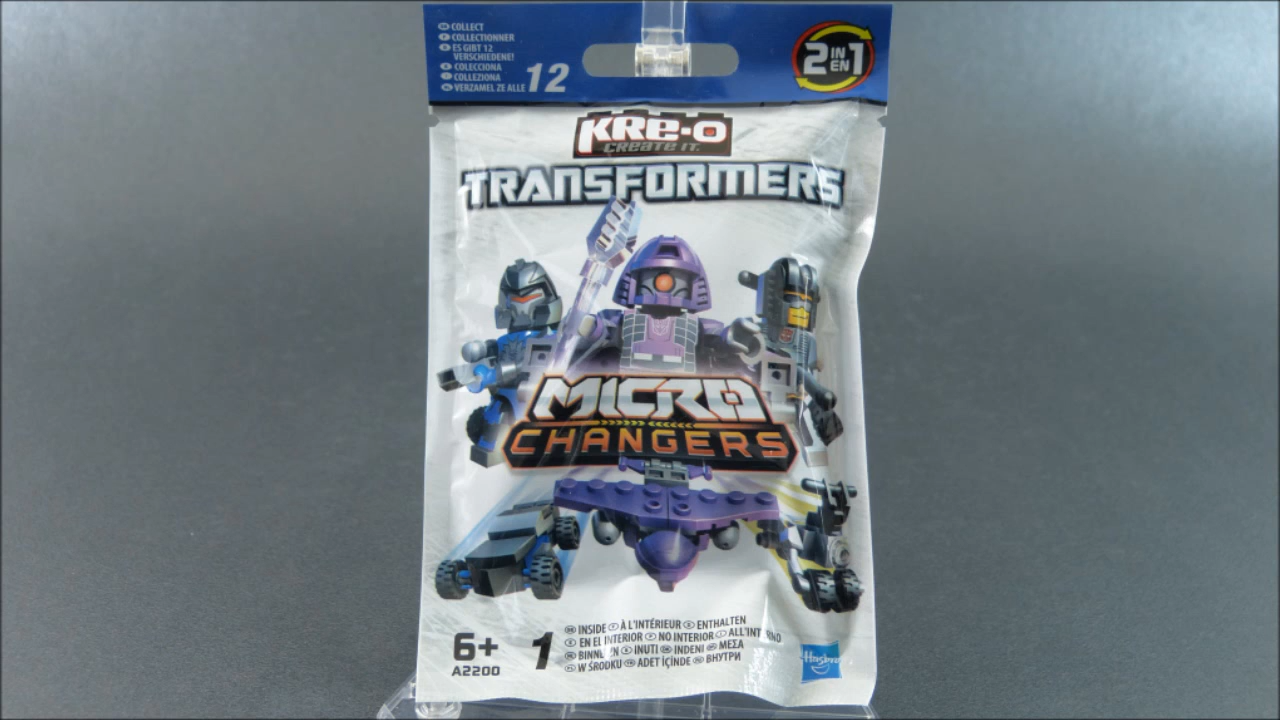 COLLECT
COLLECTIONNER
ES GIBT 12
VERSCHIEDENE!
COLECCIONA
COLLEZIONA
VERZAMEL ZE ALLE
12
2 IN 1
EN
KRE-O
CREATE IT.
TRANSFORMERS
MICRO
CHANGERS
6+
A2200
1
INSIDE À L'INTÉRIEUR ENTHALTEN
EN EL INTERIOR NO INTERIOR ALL'INTERNO
BINNEN INUTI INDENI ΜΕΣΑ
W ŚRODKU ADET İÇİNDE ВНУТРИ
Hasbro